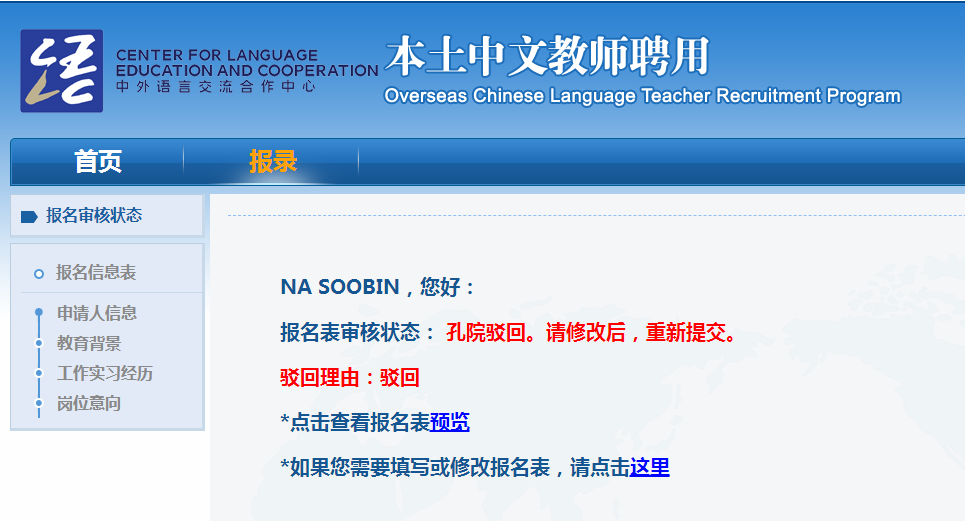 CENTER FOR LANGUAGE
EDUCATION AND COOPERATION
中外语言交流合作中心
本土中文教师聘用
Overseas Chinese Language Teacher Recruitment Program
首页
报录
报名审核状态
报名信息表
申请人信息
教育背景
工作实习经历
岗位意向
NA SOOBIN，您好：
报名表审核状态： 孔院驳回。请修改后，重新提交。
驳回理由：驳回
*点击查看报名表预览
*如果您需要填写或修改报名表，请点击这里